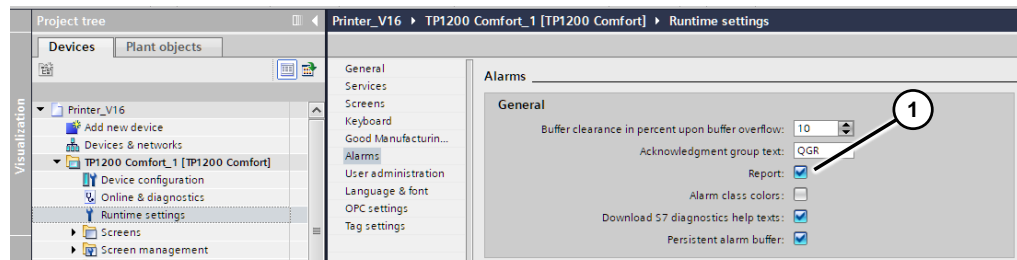 Project tree
Printer_V16 ▸ TP1200 Comfort_1 [TP1200 Comfort] ▸ Runtime settings
Devices
Plant objects
Visualization
Printer_V16
Add new device
Devices & networks
TP1200 Comfort_1 [TP1200 Comfort]
Device configuration
Online & diagnostics
Runtime settings
Screens
Screen management
General
Services
Screens
Keyboard
Good Manufacturin...
Alarms
User administration
Language & font
OPC settings
Tag settings
Alarms
General
Buffer clearance in percent upon buffer overflow: 10
Acknowledgment group text: QGR
Report:
Alarm class colors:
Download S7 diagnostics help texts:
Persistent alarm buffer:
1